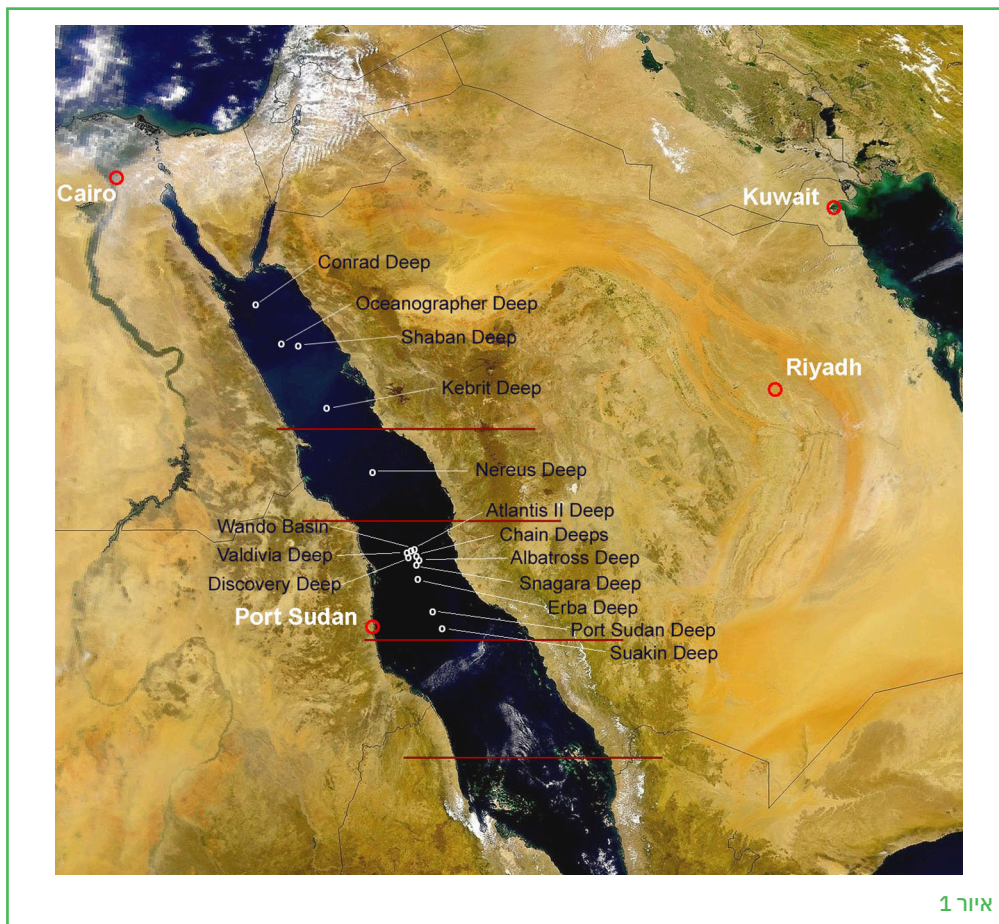 Cairo
Kuwait
Conrad Deep
Oceanographer Deep
Shaban Deep
Riyadh
Kebrit Deep
Nereus Deep
Atlantis II Deep
Wando Basin
Chain Deeps
Valdivia Deep
Albatross Deep
Discovery Deep
Snagara Deep
Erba Deep
Port Sudan
Port Sudan Deep
Suakin Deep
איור 1